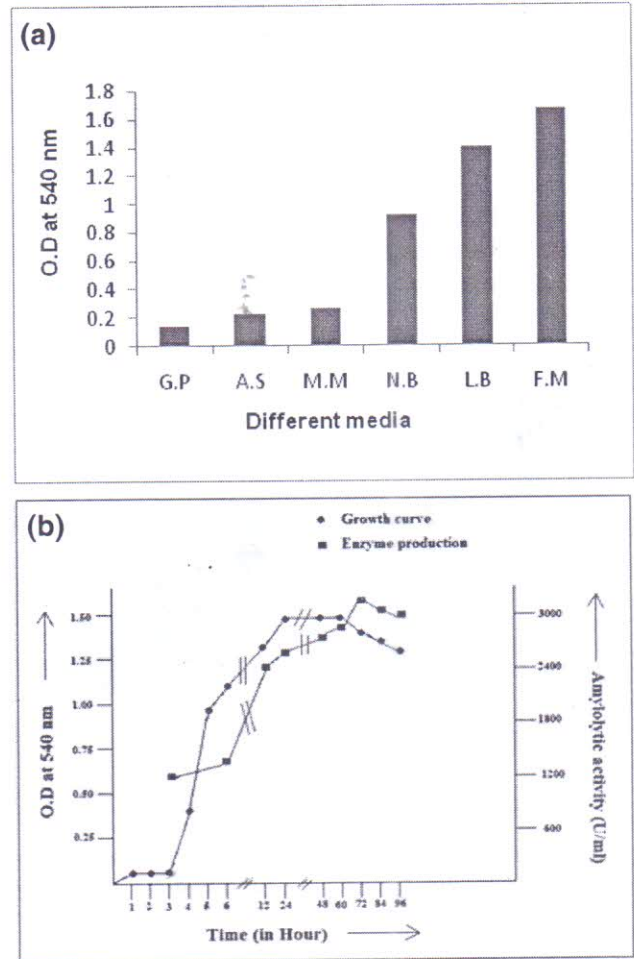 (a)
O.D at 540 nm
1.8
1.6
1.4
1.2
1
0.8
0.6
0.4
0.2
0
G.P A.S M.M N.B L.B F.M
Different media
(b)
Growth curve
Enzyme production
O.D at 540 nm
1.50
1.25
1.00
0.75
0.50
0.25
3000
2400
1800
1200
600
Amylolytic activity (U/ml)
1 2 3 4 5 6 12 24 48 60 72 84 96
Time (in Hour)